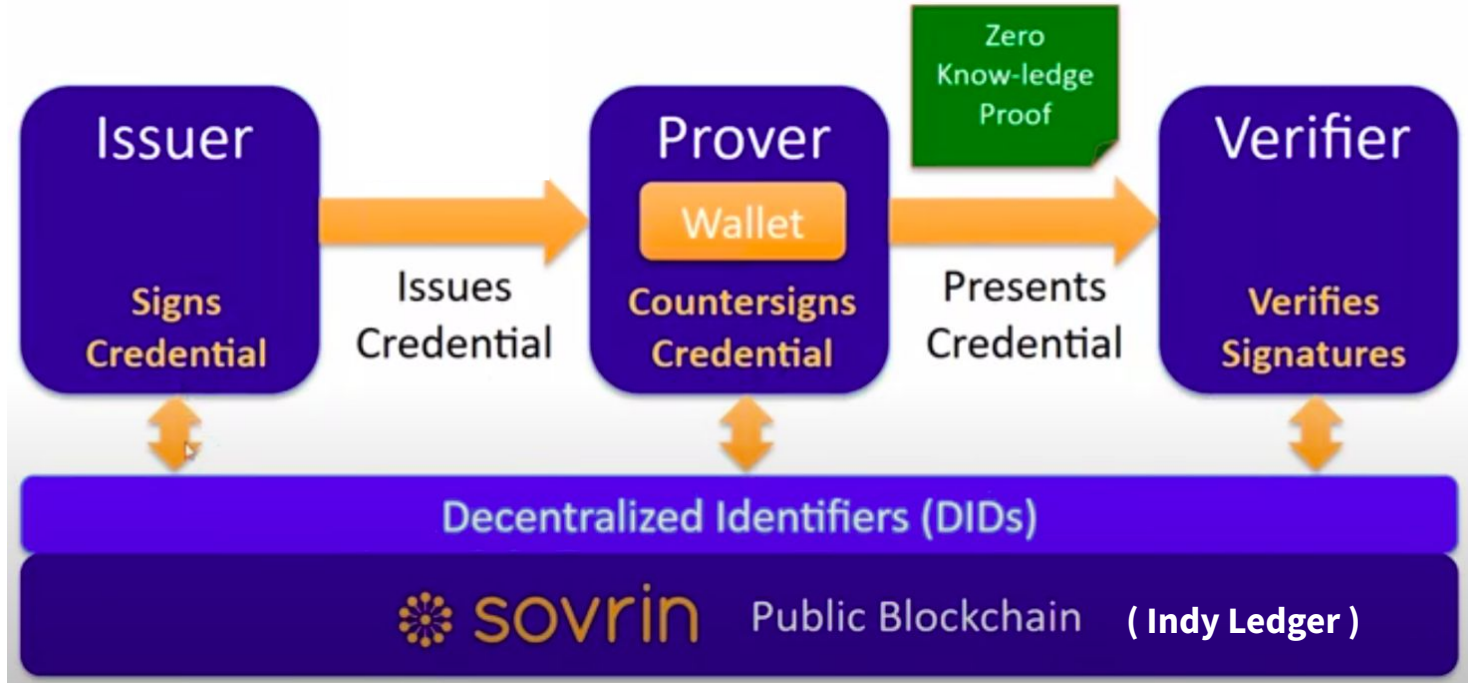 Zero
Know-ledge
Proof
Issuer
Prover
Verifier
Wallet
Signs
Credential
Issues
Credential
Countersigns
Credential
Presents
Credential
Verifies
Signatures
Decentralized Identifiers (DIDs)
sovrin Public Blockchain ( Indy Ledger )